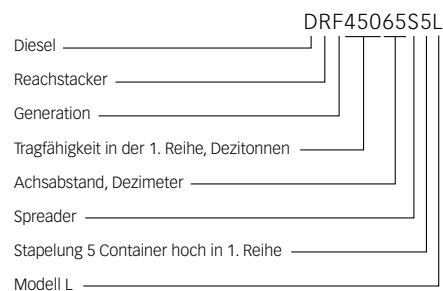 DRF45065S5L
Diesel
Reachstacker
Generation
Tragfähigkeit in der 1. Reihe, Dezitonnen
Achsabstand, Dezimeter
Spreader
Stapelung 5 Container hoch in 1. Reihe
Modell L